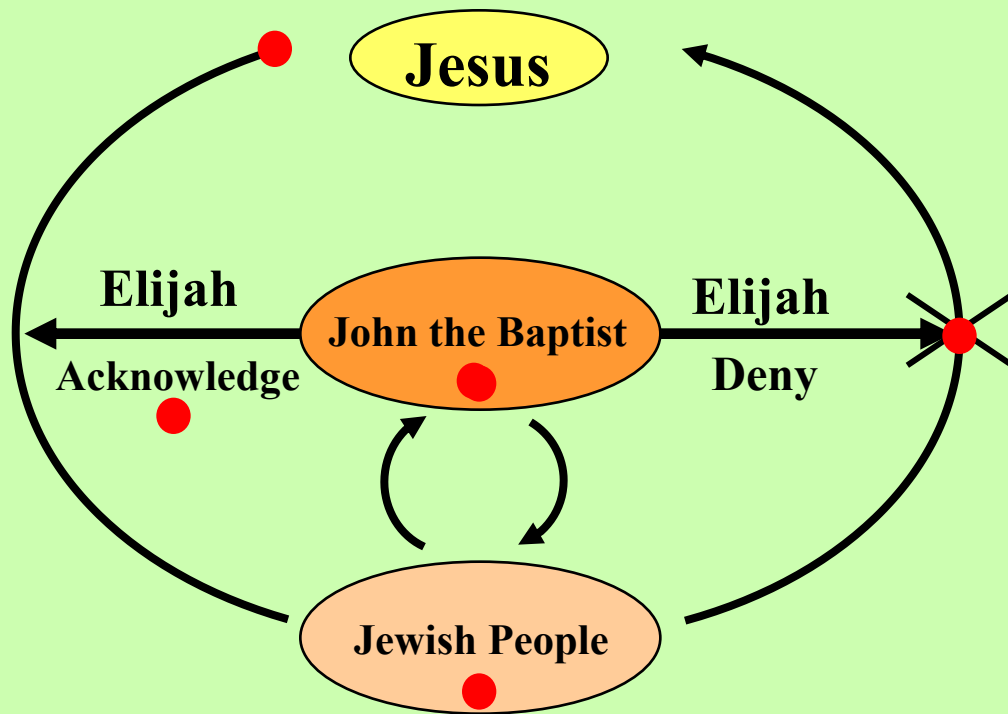 Jesus
Elijah
Elijah
John the Baptist
Acknowledge
Deny
Jewish People